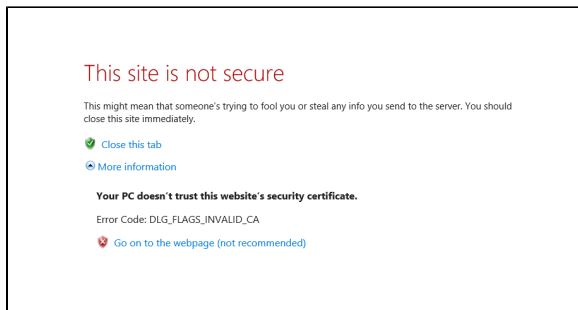 This site is not secure
This might mean that someone's trying to fool you or steal any info you send to the server. You should
close this site immediately.
Close this tab
More information
Your PC doesn't trust this website's security certificate.
Error Code: DLG_FLAGS_INVALID_CA
Go on to the webpage (not recommended)